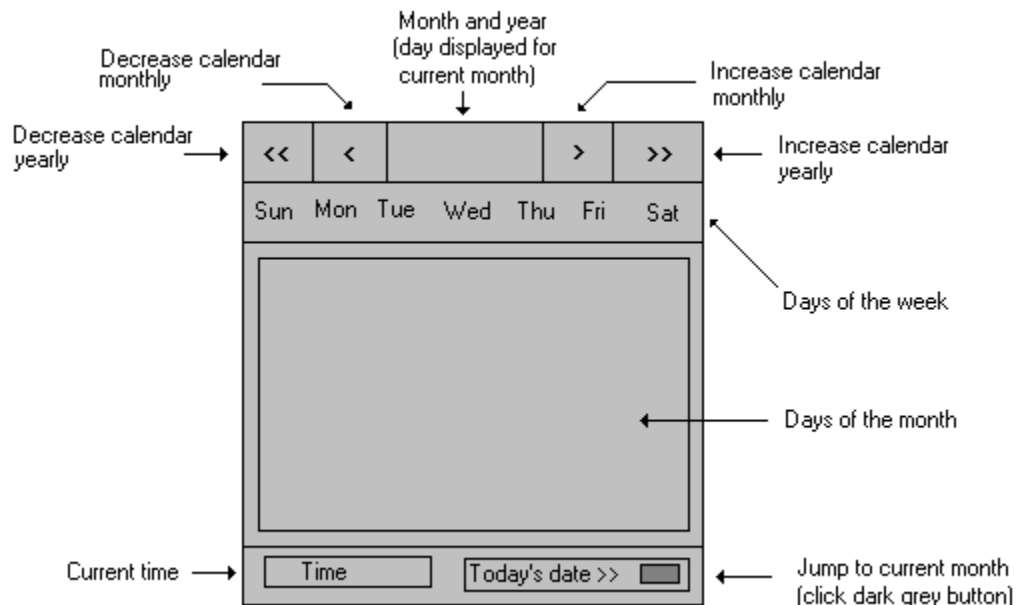 Month and year
(day displayed for
current month)
Decrease calendar
monthly
Increase calendar
monthly
Decrease calendar
yearly
<< < > >>
Increase calendar
yearly
Sun Mon Tue Wed Thu Fri Sat
Days of the week
Days of the month
Current time
Time
Today's date >>
Jump to current month
(click dark grey button)